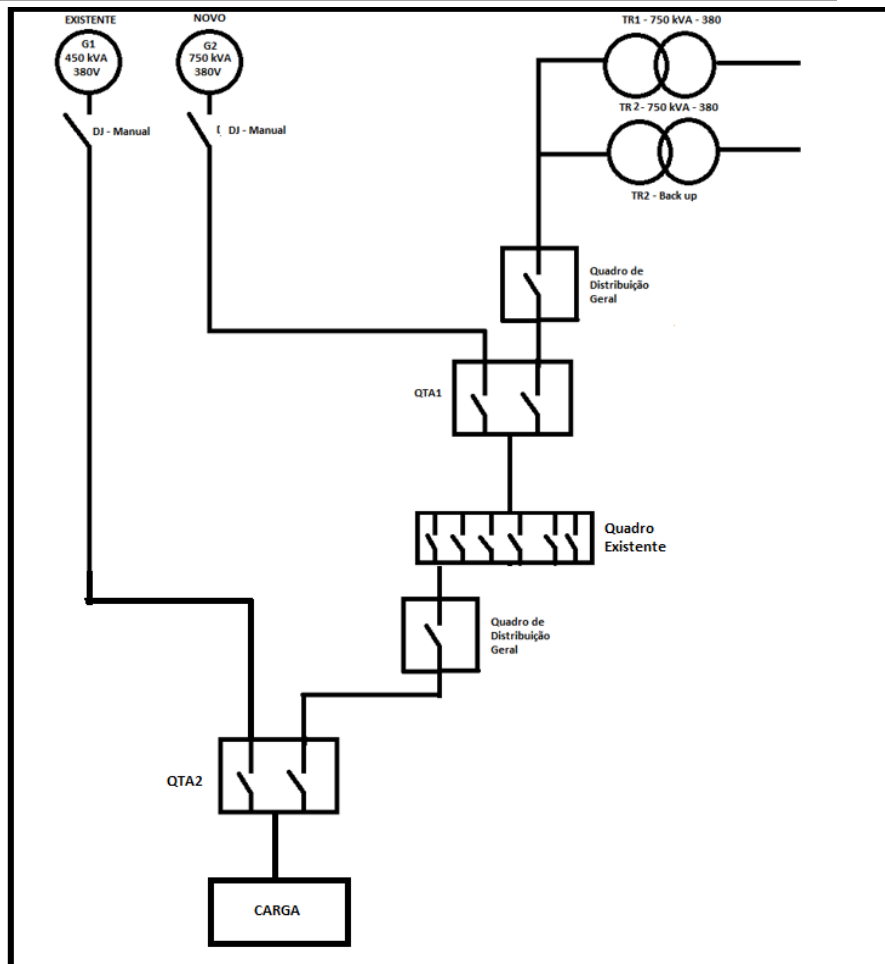 EXISTENTE
G1
450 kVA
380V
DJ - Manual
NOVO
G2
750 kVA
380V
DJ - Manual
TR1 - 750 kVA - 380
TR 2 - 750 kVA - 380
TR2 - Back up
Quadro de
Distribuição
Geral
QTA1
Quadro
Existente
Quadro de
Distribuição
Geral
QTA2
CARGA